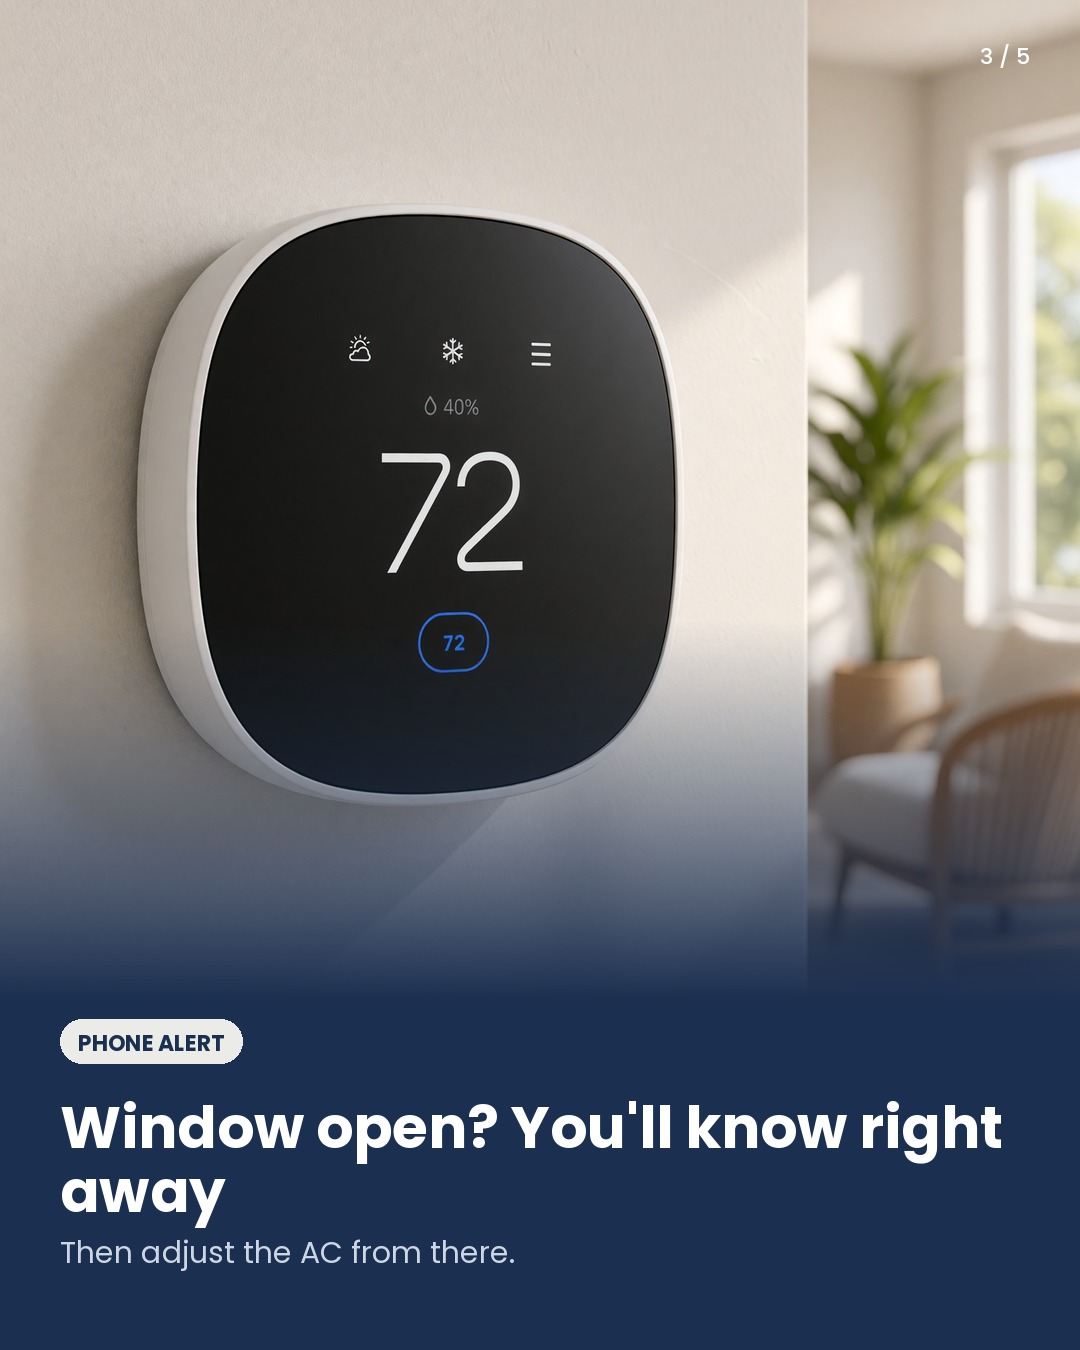 3 / 5
40%
72
72
PHONE ALERT
Window open? You'll know right
away
Then adjust the AC from there.